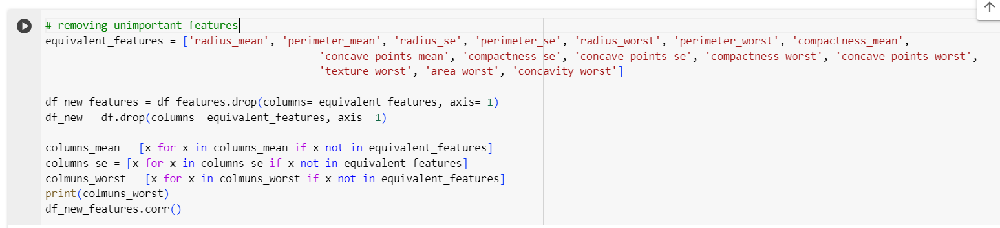 # removing unimportant features
equivalent_features = ['radius_mean', 'perimeter_mean', 'radius_se', 'perimeter_se', 'radius_worst', 'perimeter_worst', 'compactness_mean',
'concave_points_mean', 'compactness_se', 'concave_points_se', 'compactness_worst', 'concave_points_worst',
'texture_worst', 'area_worst', 'concavity_worst']
df_new_features = df_features.drop(columns= equivalent_features, axis= 1)
df_new = df.drop(columns= equivalent_features, axis= 1)
columns_mean = [x for x in columns_mean if x not in equivalent_features]
columns_se = [x for x in columns_se if x not in equivalent_features]
colmuns_worst = [x for x in colmuns_worst if x not in equivalent_features]
print(colmuns_worst)
df_new_features.corr()